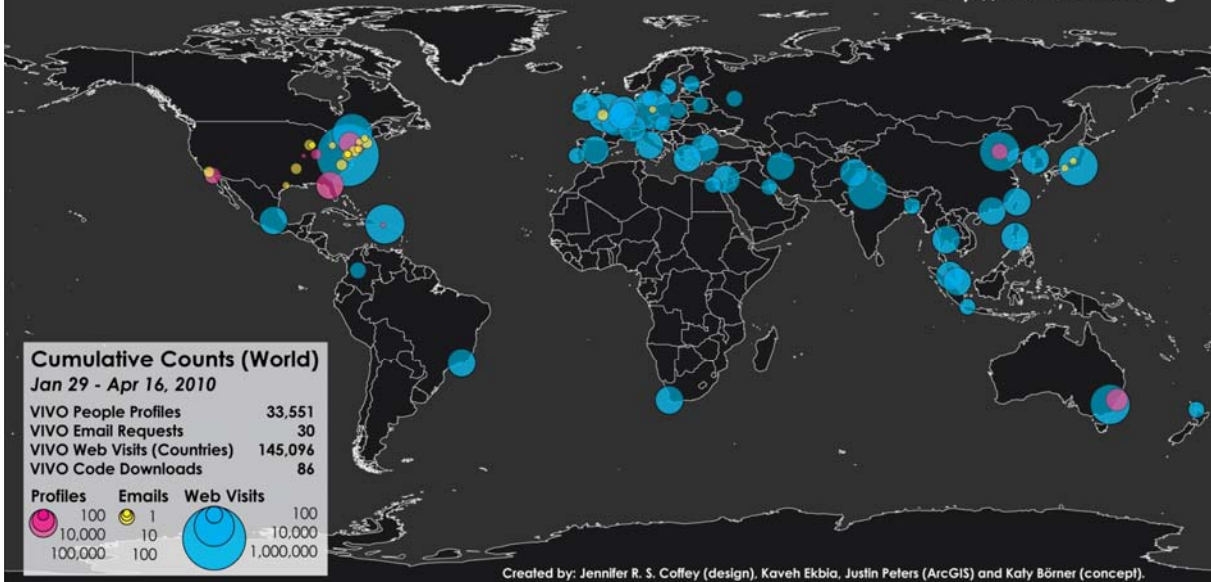 Cumulative Counts (World)
Jan 29 - Apr 16, 2010
VIVO People Profiles 33,551
VIVO Email Requests 30
VIVO Web Visits (Countries) 145,096
VIVO Code Downloads 86
Profiles Emails Web Visits
100 1 100
10,000 10 10,000
100,000 100 1,000,000
Created by: Jennifer R. S. Coffey (design), Kaveh Ekbia, Justin Peters (ArcGIS) and Katy Börner (concept).